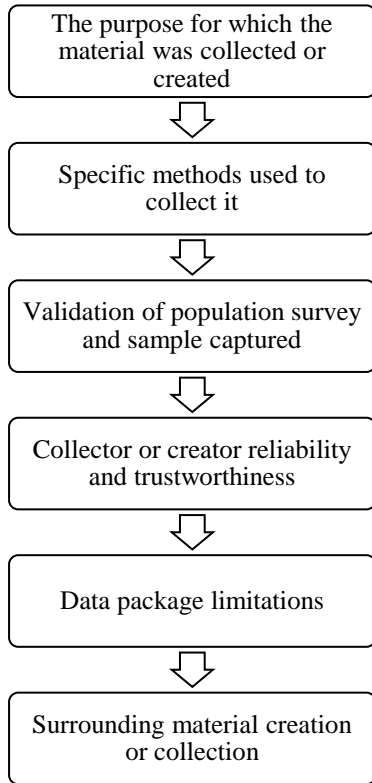 The purpose for which the
material was collected or
created
Specific methods used to
collect it
Validation of population survey
and sample captured
Collector or creator reliability
and trustworthiness
Data package limitations
Surrounding material creation
or collection